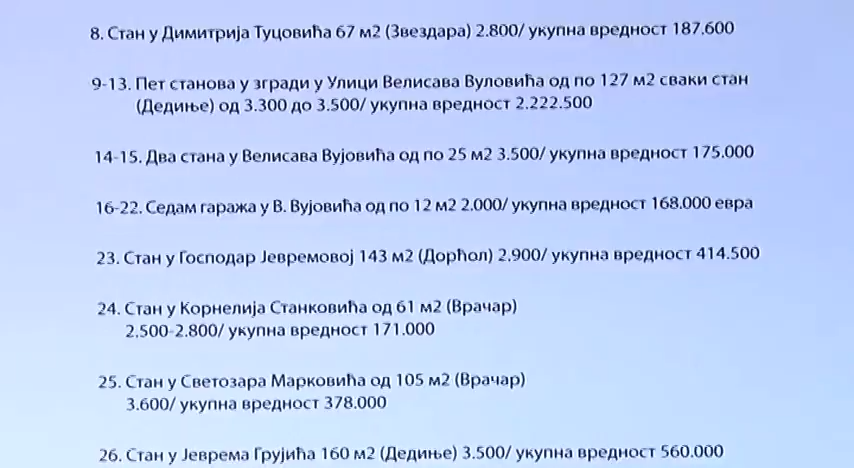 8. Стан у Димитрија Туцовића 67 м2 (Звездара) 2.800/ укупна вредност 187.600
9-13. Пет станова у згради у Улици Велисава Вуловића од по 127 м2 сваки стан
(Дедиње) од 3.300 до 3.500/ укупна вредност 2.222.500
14-15. Два стана у Велисава Вујовића од по 25 м2 3.500/ укупна вредност 175.000
16-22. Седам гаража у В. Вујовића од по 12 м2 2.000/ укупна вредност 168.000 евра
23. Стан у Господар Јевремовој 143 м2 (Дорћол) 2.900/ укупна вредност 414.500
24. Стан у Корнелија Станковића од 61 м2 (Врачар)
2.500-2.800/ укупна вредност 171.000
25. Стан у Светозара Марковића од 105 м2 (Врачар)
3.600/ укупна вредност 378.000
26. Стан у Јеврема Грујића 160 м2 (Дедиње) 3.500/ укупна вредност 560.000